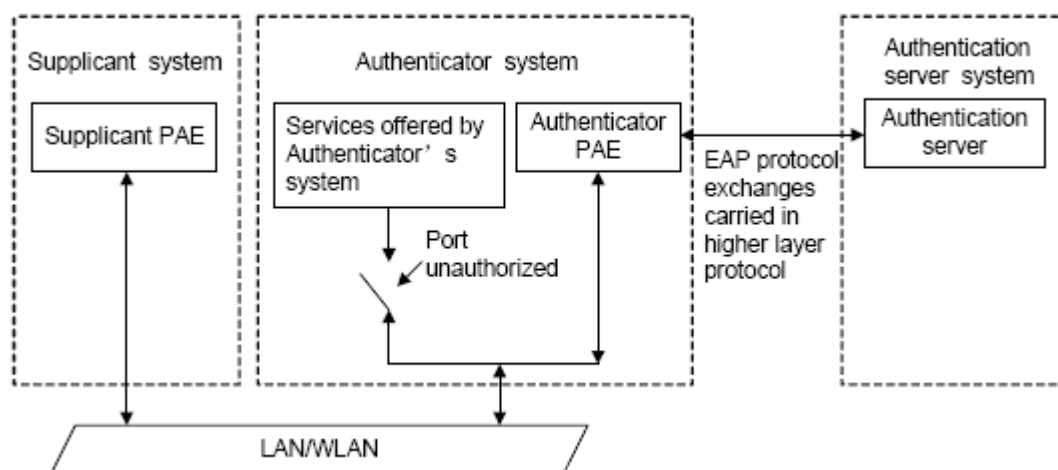 Supplicant system
Supplicant PAE
Authenticator system
Services offered by
Authenticator's
system
Authenticator
PAE
Port
unauthorized
EAP protocol
exchanges
carried in
higher layer
protocol
Authentication
server system
Authentication
server
LAN/WLAN